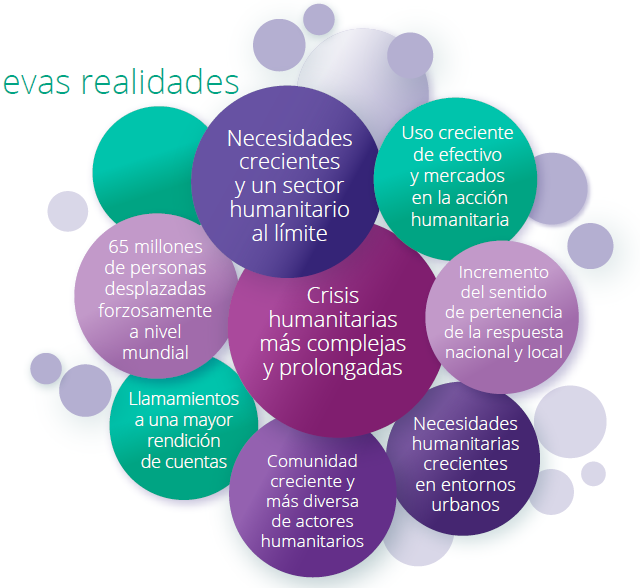 evas realidades
Necesidades
crecientes
y un sector
humanitario
al límite
Uso creciente
de efectivo
y mercados
en la acción
humanitaria
65 millones
de personas
desplazadas
forzosamente
a nivel
mundial
Crisis
humanitarias
más complejas
y prolongadas
Incremento
del sentido
de pertenencia
de la respuesta
nacional y local
Llamamientos
a una mayor
rendición
de cuentas
Comunidad
creciente y
más diversa
de actores
humanitarios
Necesidades
humanitarias
crecientes
en entornos
urbanos